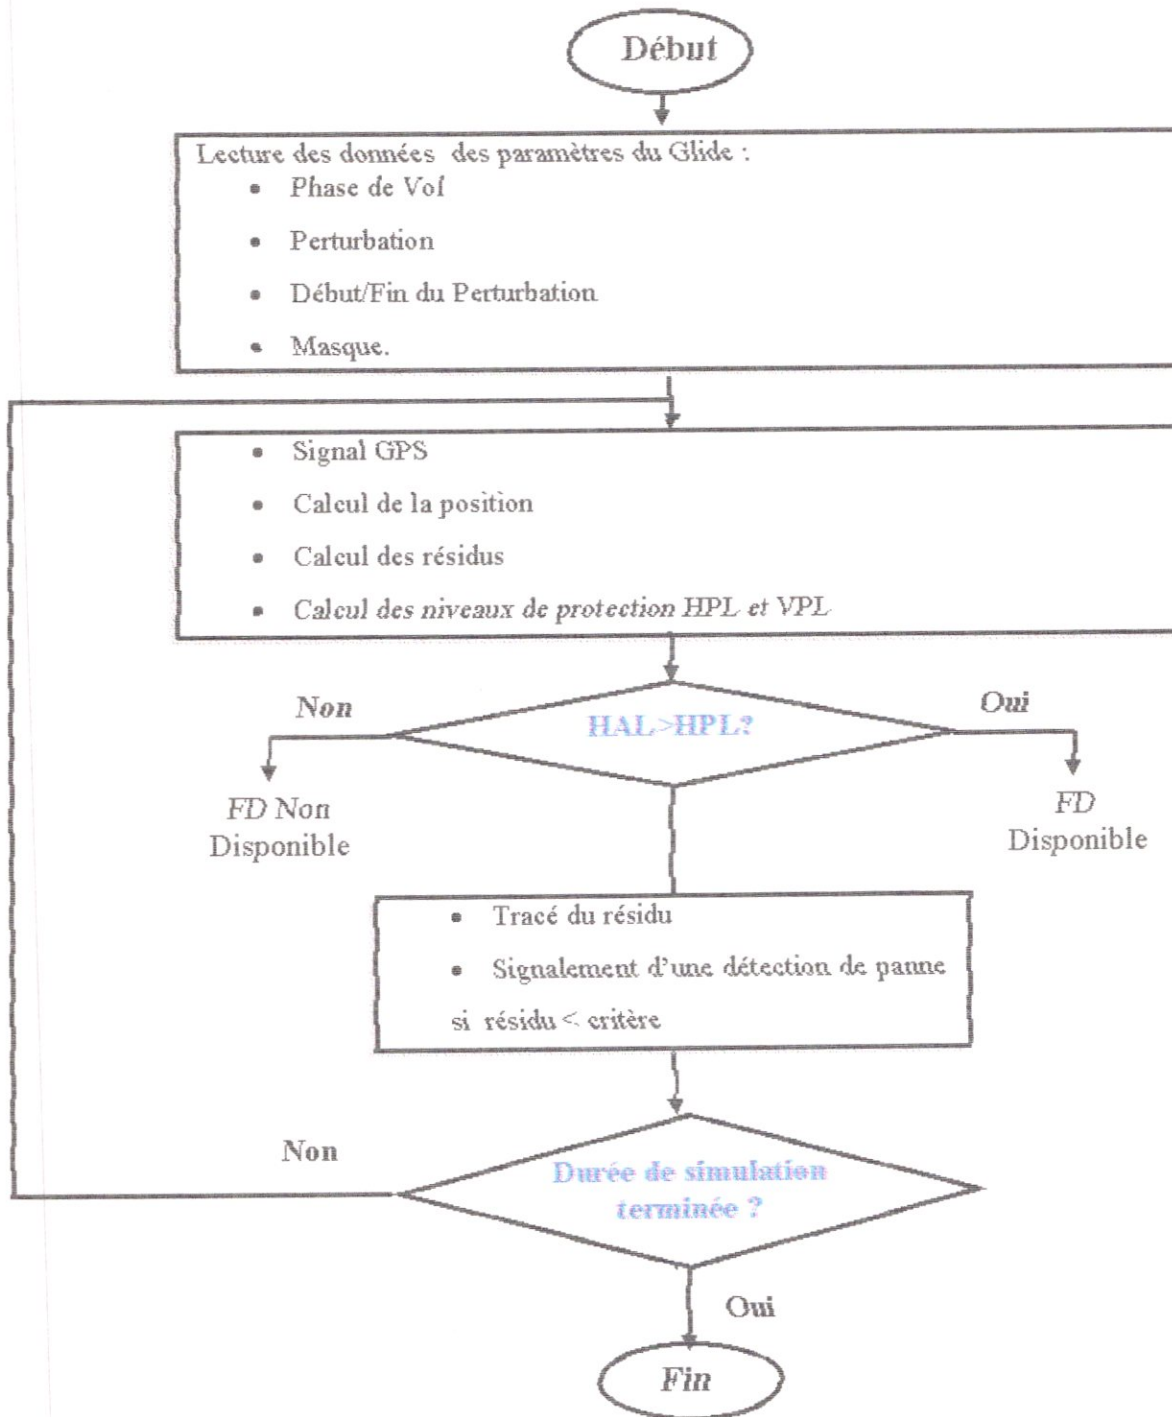 Début
Lecture des données des paramètres du Glide :
• Phase de Vol
• Perturbation
• Début/Fin du Perturbation
• Masque.
• Signal GPS
• Calcul de la position
• Calcul des résidus
• Calcul des niveaux de protection HPL et VPL
Non
HAL>HPL?
Oui
FD Non
Disponible
FD
Disponible
• Tracé du résidu
• Signalement d'une détection de panne
si résidu < critère
Non
Durée de simulation
terminée ?
Oui
Fin